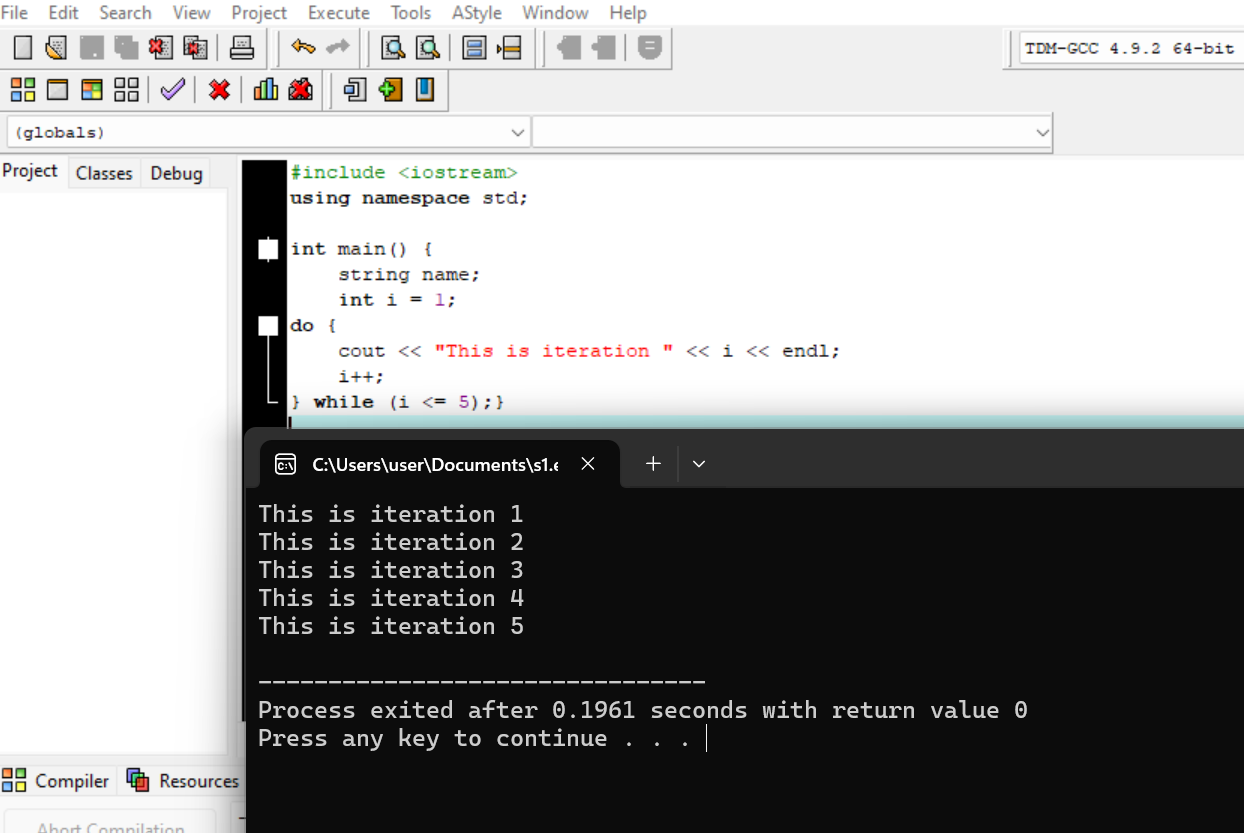 File Edit Search View Project Execute Tools AStyle Window Help
TDM-GCC 4.9.2 64-bit
(globals)
Project Classes Debug
#include <iostream>
using namespace std;
int main() {
    string name;
    int i = 1;
do {
    cout << "This is iteration " << i << endl;
    i++;
} while (i <= 5);}
C:\Users\user\Documents\s1.e
This is iteration 1
This is iteration 2
This is iteration 3
This is iteration 4
This is iteration 5
--------------------------------
Process exited after 0.1961 seconds with return value 0
Press any key to continue . . .
Compiler Resources
Abort Compilation